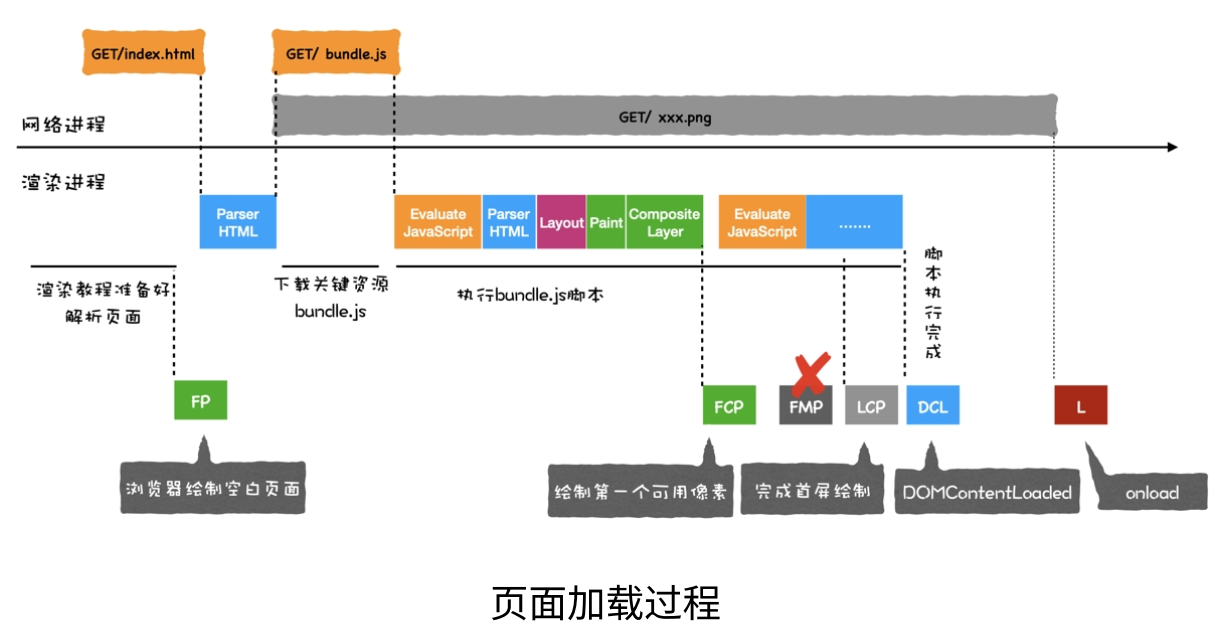 GET/index.html
GET/ bundle.js
GET/ xxx.png
网络进程
渲染进程
Parser
HTML
Evaluate
JavaScript
Parser
HTML
Layout
Paint
Composite
Layer
Evaluate
JavaScript
.......
渲染教程准备好
解析页面
下载关键资源
bundle.js
执行bundle.js脚本
脚本执行完成
FP
FCP
FMP
LCP
DCL
L
浏览器绘制空白页面
绘制第一个可用像素
完成首屏绘制
DOMContentLoaded
onload
页面加载过程